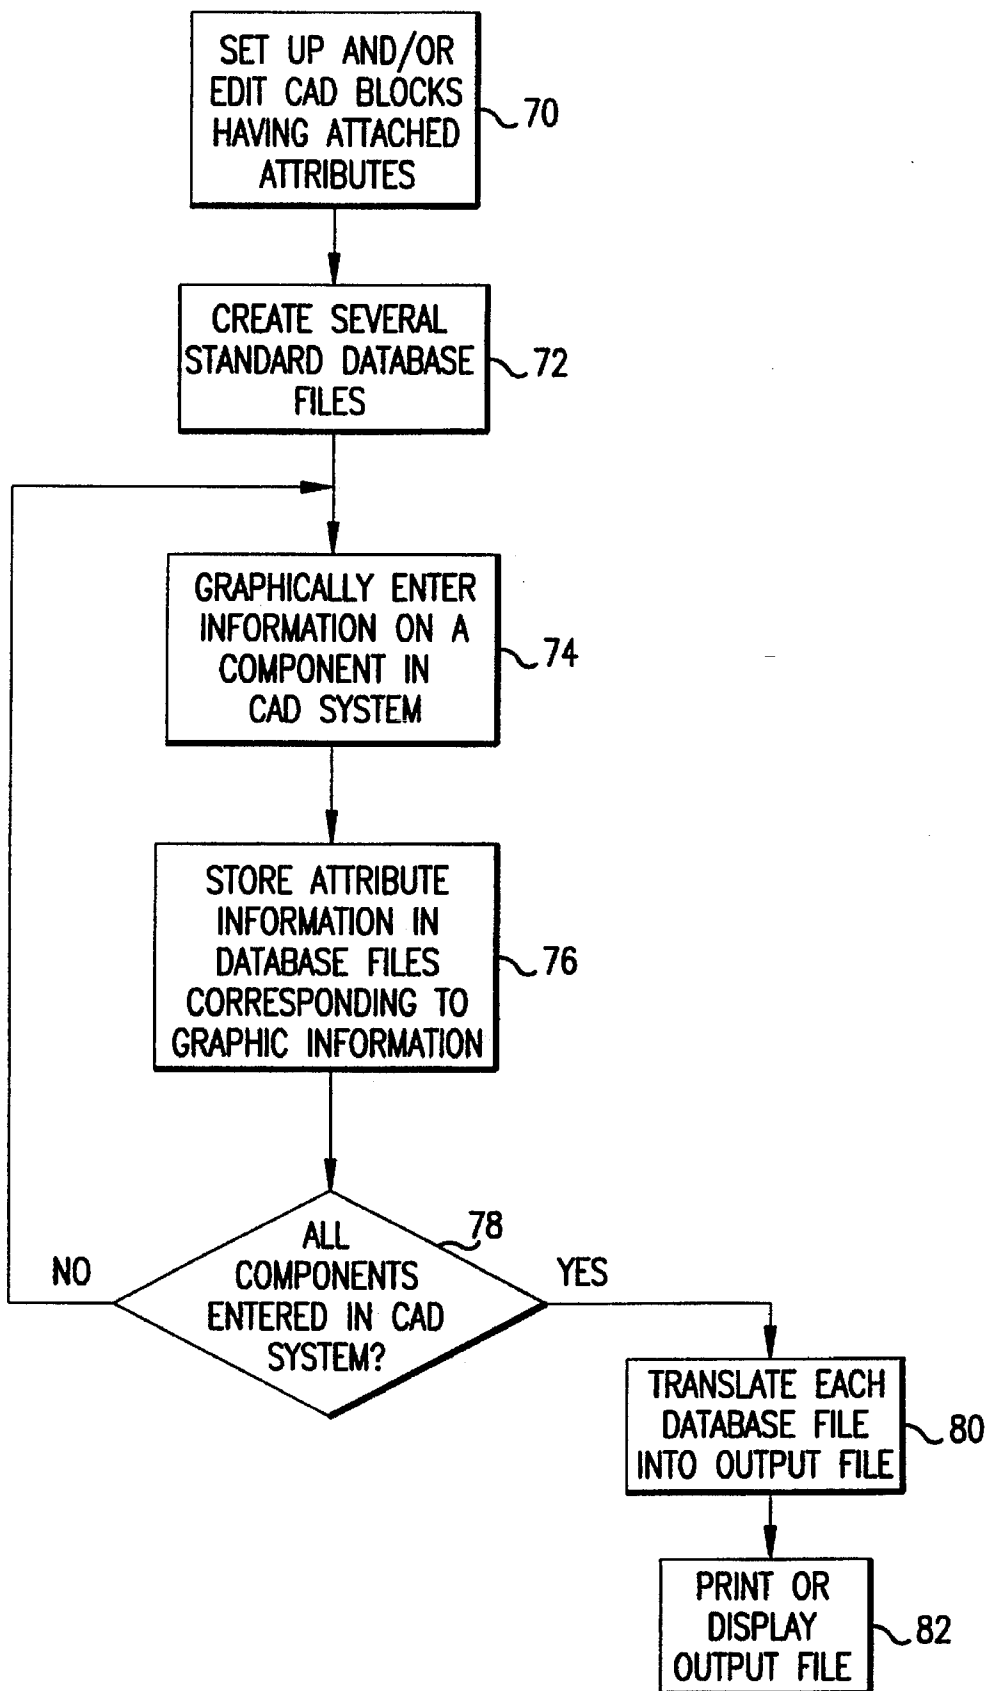 SET UP AND/OR
EDIT CAD BLOCKS
HAVING ATTACHED
ATTRIBUTES
70
CREATE SEVERAL
STANDARD DATABASE
FILES
72
GRAPHICALLY ENTER
INFORMATION ON A
COMPONENT IN
CAD SYSTEM
74
STORE ATTRIBUTE
INFORMATION IN
DATABASE FILES
CORRESPONDING TO
GRAPHIC INFORMATION
76
ALL
COMPONENTS
ENTERED IN CAD
SYSTEM?
78
NO
YES
TRANSLATE EACH
DATABASE FILE
INTO OUTPUT FILE
80
PRINT OR
DISPLAY
OUTPUT FILE
82